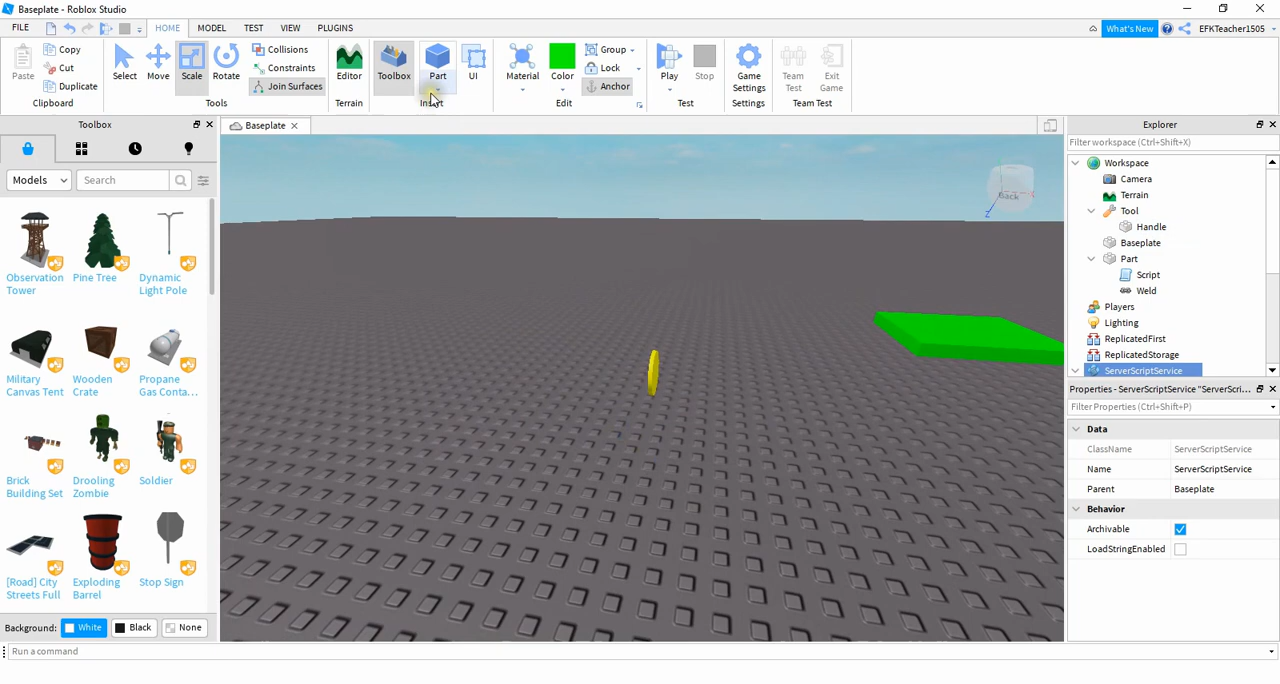 Baseplate - Roblox Studio
FILE HOME MODEL TEST VIEW PLUGINS What's New EFKTeacher1505
Paste Copy Cut Duplicate Clipboard
Select Move Scale Rotate Collisions Constraints Join Surfaces Tools
Editor Terrain
Toolbox Part UI Insert
Material Color Group Lock Anchor Edit
Play Stop Test
Game Settings Settings
Team Test Exit Game Team Test
Toolbox
Models Search
Observation Tower
Pine Tree
Dynamic Light Pole
Military Canvas Tent
Wooden Crate
Propane Gas Conta...
Brick Building Set
Drooling Zombie
Soldier
[Road] City Streets Full
Exploding Barrel
Stop Sign
Background: White Black None
Baseplate
Back
Z
Explorer
Filter workspace (Ctrl+Shift+X)
Workspace
Camera
Terrain
Tool
Handle
Baseplate
Part
Script
Weld
Players
Lighting
ReplicatedFirst
ReplicatedStorage
ServerScriptService
Properties - ServerScriptService "ServerScri...
Filter Properties (Ctrl+Shift+P)
Data
ClassName ServerScriptService
Name ServerScriptService
Parent Baseplate
Behavior
Archivable
LoadStringEnabled
Run a command